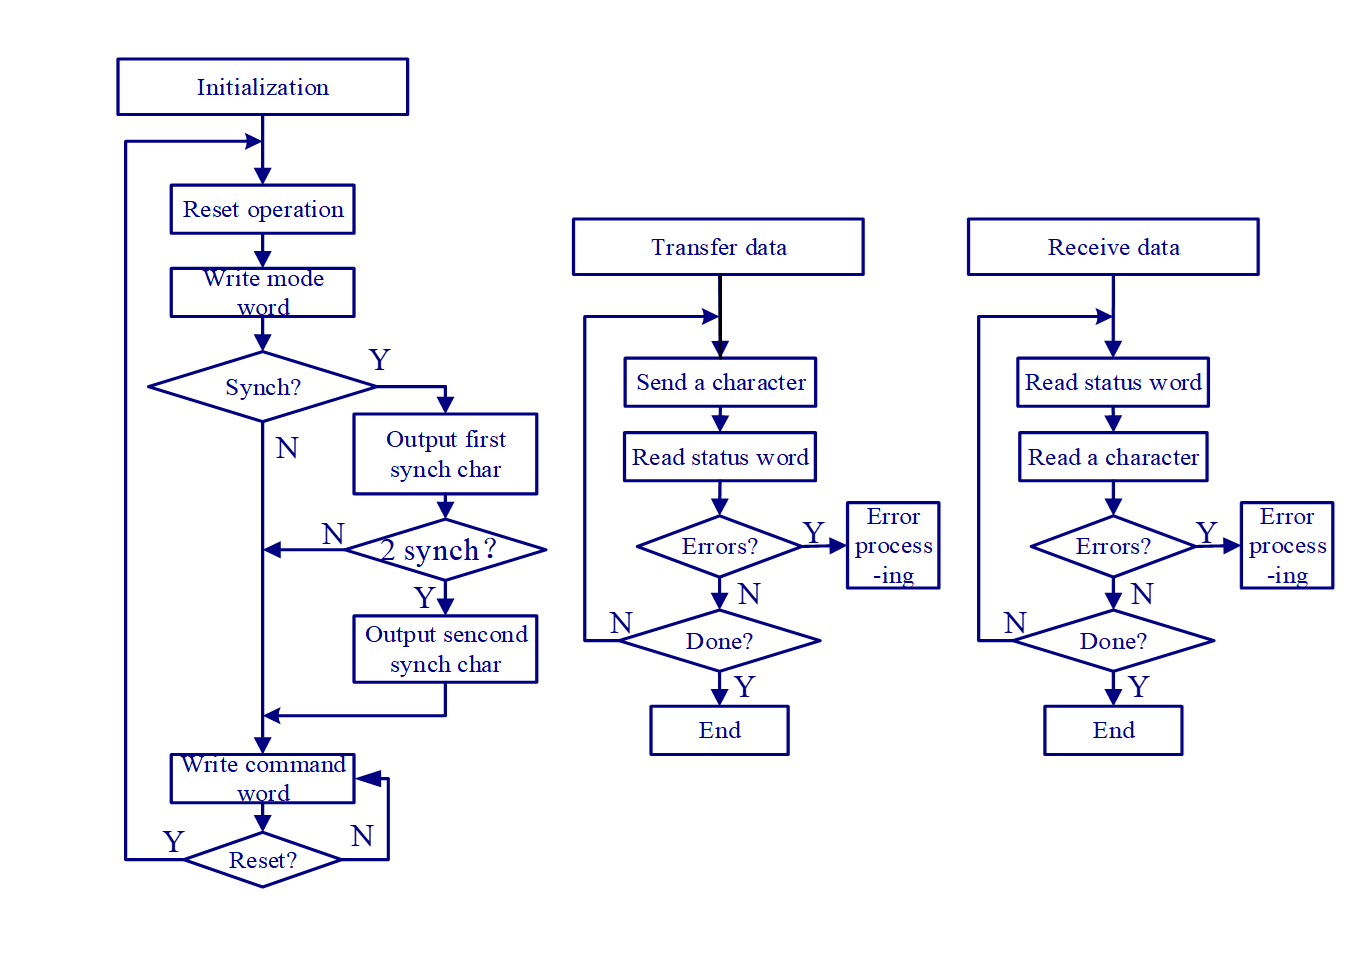 Initialization
Reset operation
Write mode
word
Synch?
Y
N
Output first
synch char
2 synch?
N
Y
Output sencond
synch char
Write command
word
Reset?
Y
N
Transfer data
Send a character
Read status word
Errors?
Y
Error
process
-ing
N
Done?
N
Y
End
Receive data
Read status word
Read a character
Errors?
Y
Error
process
-ing
N
Done?
N
Y
End